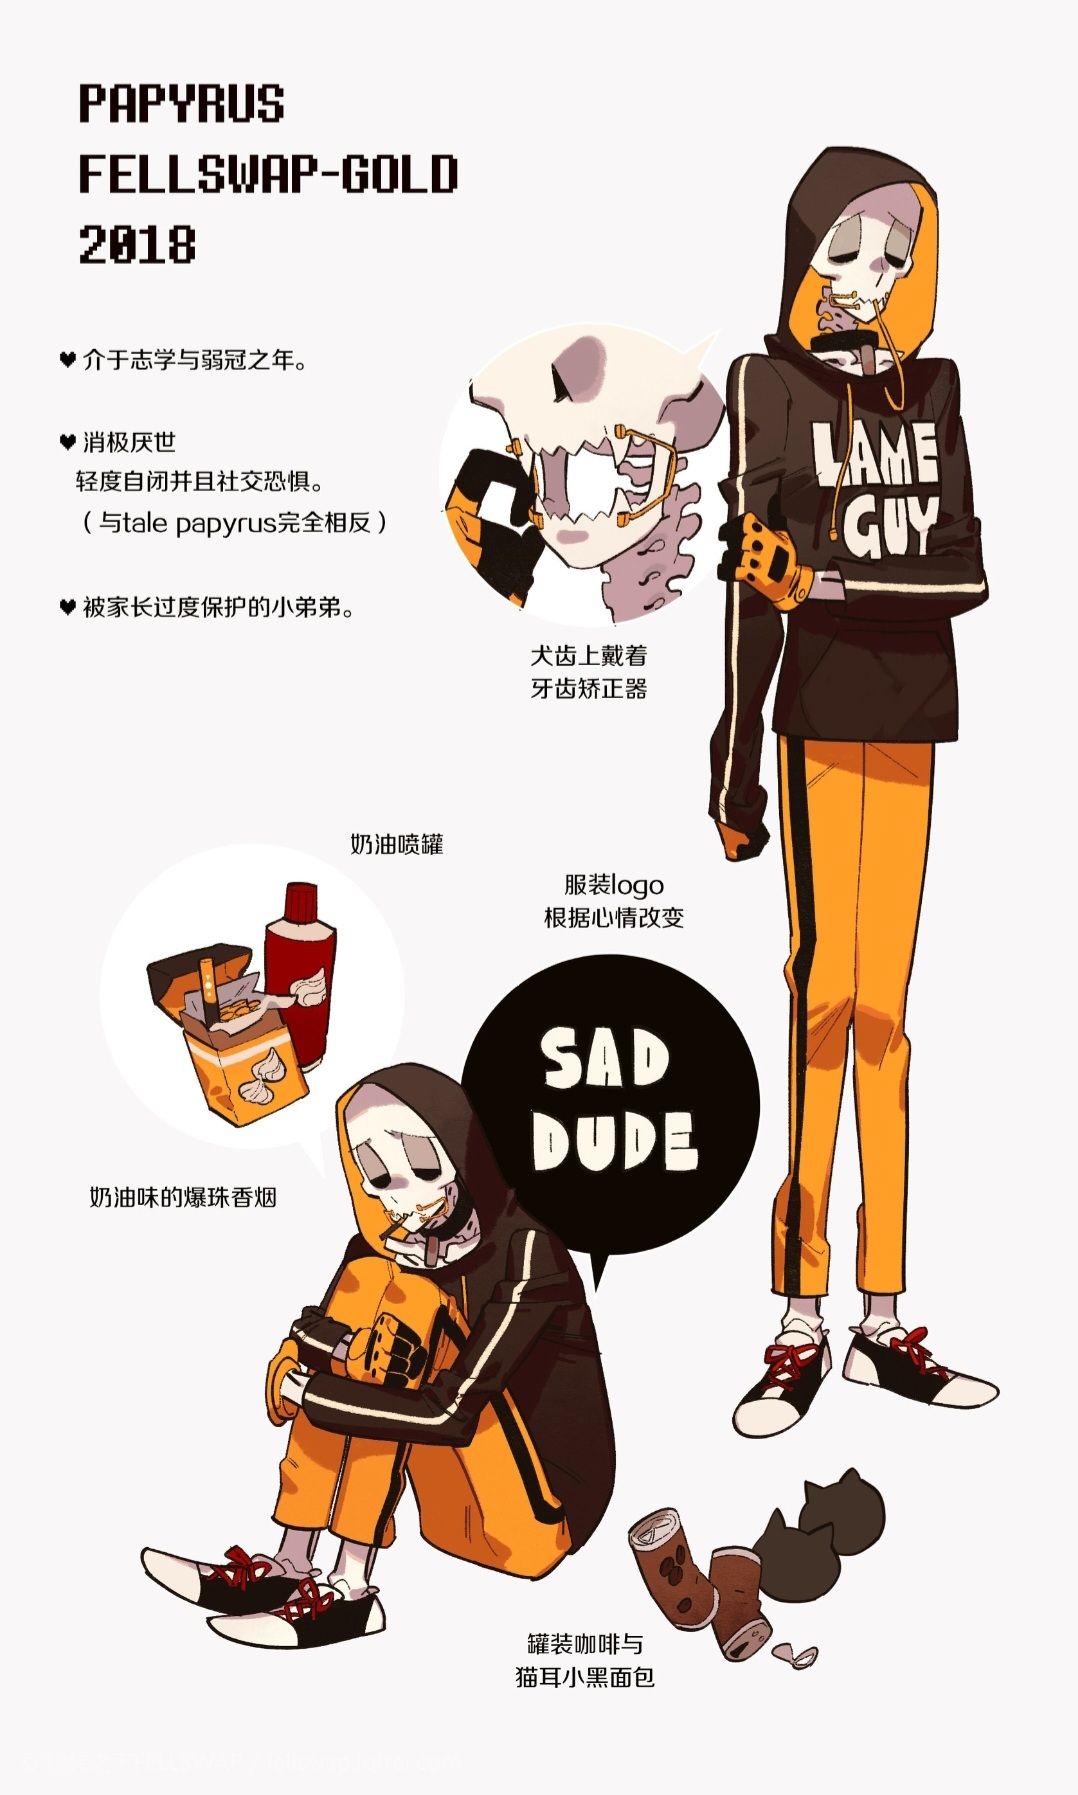 PAPYRUS
FELLSWAP-GOLD
2018
介于志学与弱冠之年。
消极厌世
轻度自闭并且社交恐惧。
（与tale papyrus完全相反）
被家长过度保护的小弟弟。
LAME
GUY
犬齿上戴着
牙齿矫正器
奶油喷罐
服装logo
根据心情改变
SAD
DUDE
奶油味的爆珠香烟
罐装咖啡与
猫耳小黑面包